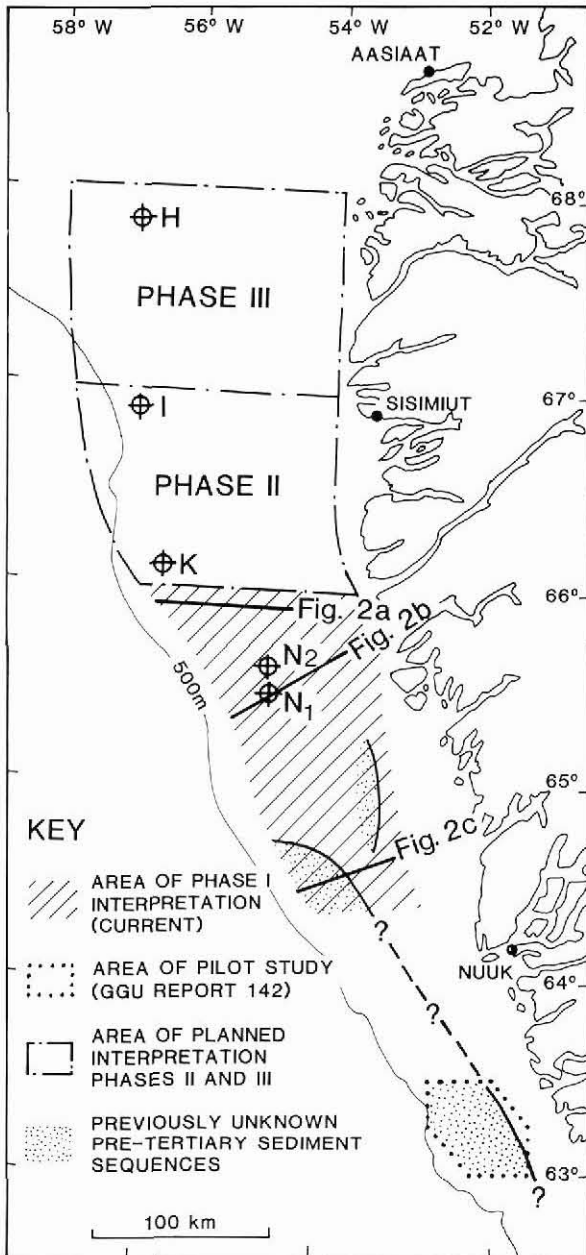 58° W 56° W 54° W 52° W
AASIAAT
68°
H
PHASE III
67°
I
SISIMIUT
PHASE II
K
66°
Fig. 2a
Fig. 2b
N2
N1
500m
65°
KEY
Fig. 2c
AREA OF PHASE I
INTERPRETATION
(CURRENT)
?
NUUK
AREA OF PILOT STUDY
(GGU REPORT 142)
64°
?
AREA OF PLANNED
INTERPRETATION
PHASES II AND III
PREVIOUSLY UNKNOWN
PRE-TERTIARY SEDIMENT
SEQUENCES
63°
?
100 km